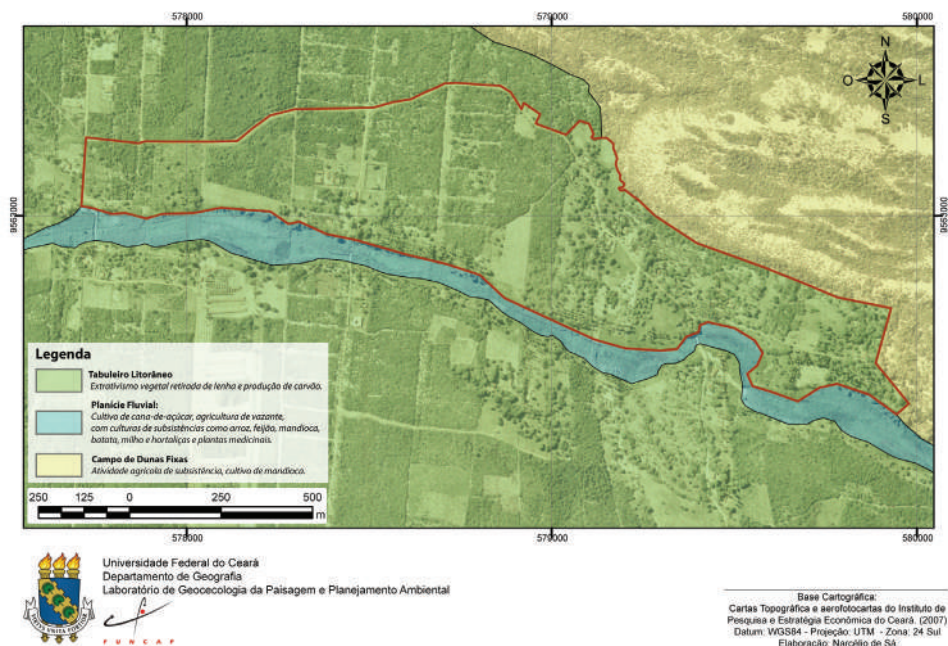 578000
579000
580000
N
O
L
S
9563000
9563000
Legenda
Tabuleiro Litorâneo
Extrativismo vegetal retirada de lenha e produção de carvão.
Planície Fluvial:
Cultivo de cana-de-açúcar, agricultura de vazante,
com culturas de subsistências como arroz, feijão, mandioca,
batata, milho e hortaliças e plantas medicinais.
Campo de Dunas Fixas
Atividade agrícola de subsistência, cultivo de mandioca.
250 125 0 250 500
m
578000
579000
580000
Universidade Federal do Ceará
Departamento de Geografia
Laboratório de Geoecologia da Paisagem e Planejamento Ambiental
FUNCAP
Base Cartográfica:
Cartas Topográfica e aerofotocartas do Instituto de
Pesquisa e Estratégia Econômica do Ceará. (2007)
Datum: WGS84 - Projeção: UTM - Zona: 24 Sul
Elaboração: Narcélio de Sá